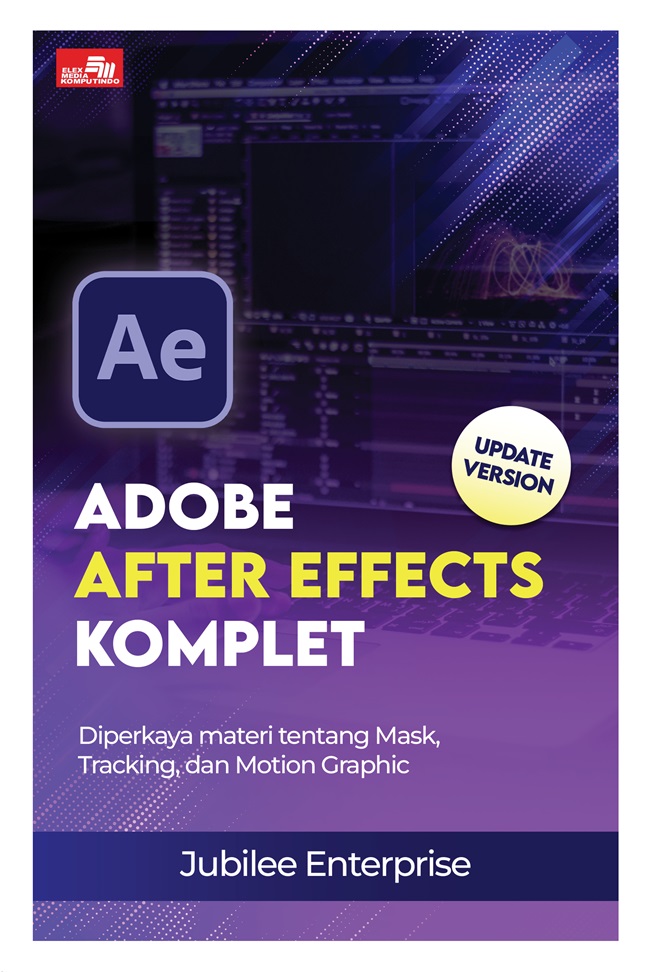 ELEX
MEDIA
KOMPUTINDO
Ae
UPDATE
VERSION
ADOBE
AFTER EFFECTS
KOMPLET
Diperkaya materi tentang Mask,
Tracking, dan Motion Graphic
Jubilee Enterprise